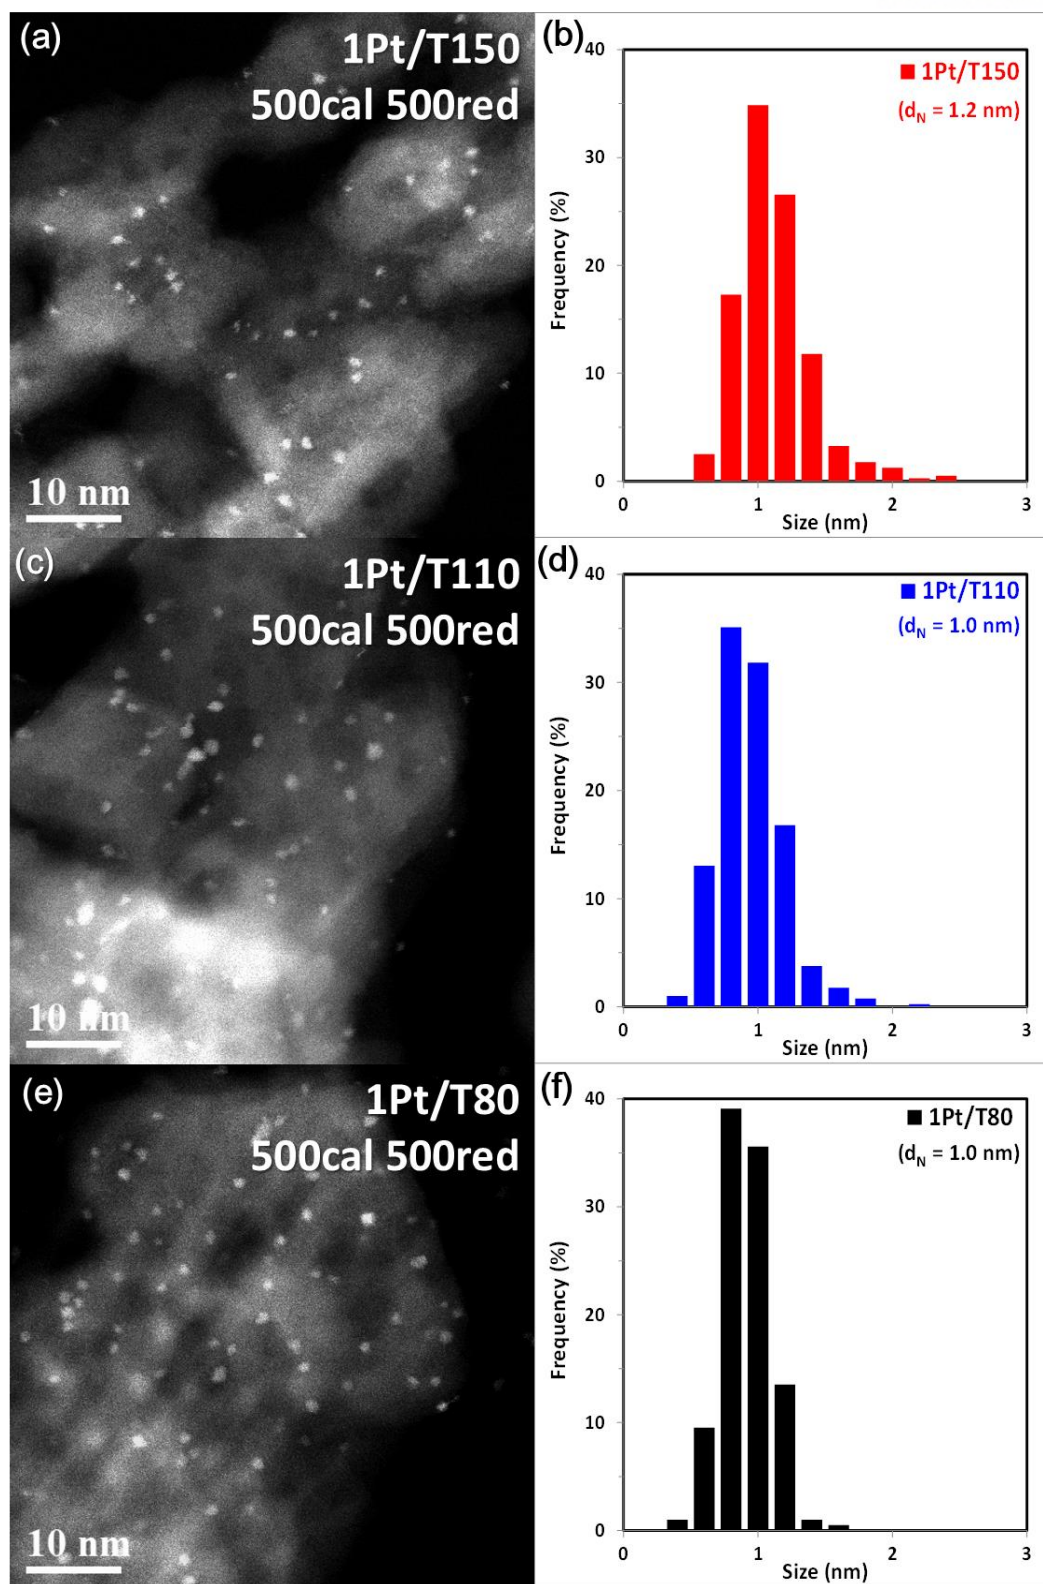 (a)
1Pt/T150
500cal 500red
10 nm
(b)
40
30
20
10
0
Frequency (%)
1Pt/T150
(dN = 1.2 nm)
0 1 2 3
Size (nm)
(c)
1Pt/T110
500cal 500red
10 nm
(d)
40
30
20
10
0
Frequency (%)
1Pt/T110
(dN = 1.0 nm)
0 1 2 3
Size (nm)
(e)
1Pt/T80
500cal 500red
10 nm
(f)
40
30
20
10
0
Frequency (%)
1Pt/T80
(dN = 1.0 nm)
0 1 2 3
Size (nm)